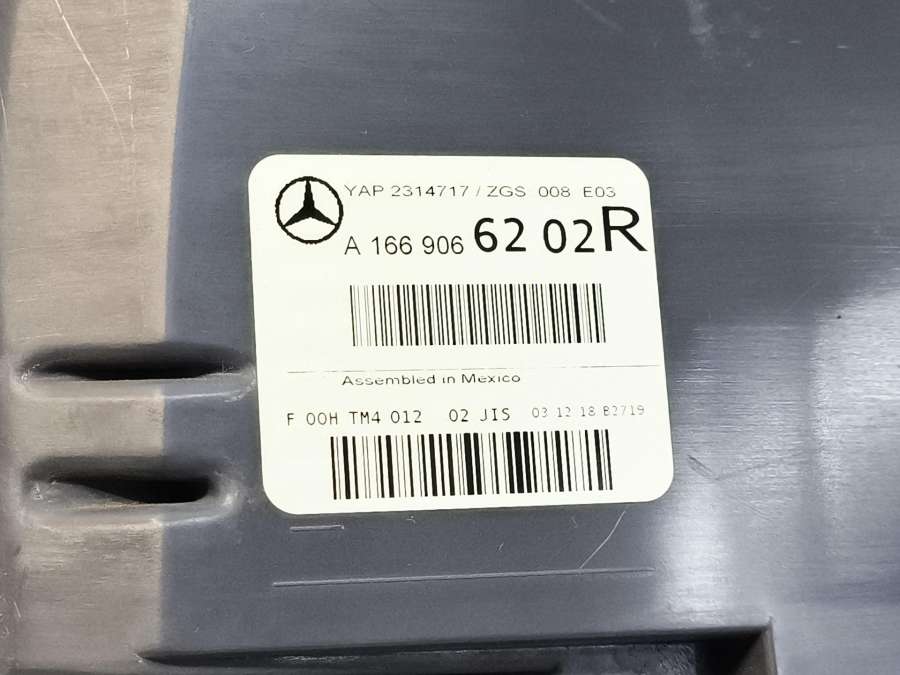 YAP 2314717 / ZGS 008 E03
A 166 906 62 02R
Assembled in Mexico
F 00H TM4 012 02 JIS 03 12 18 B2719